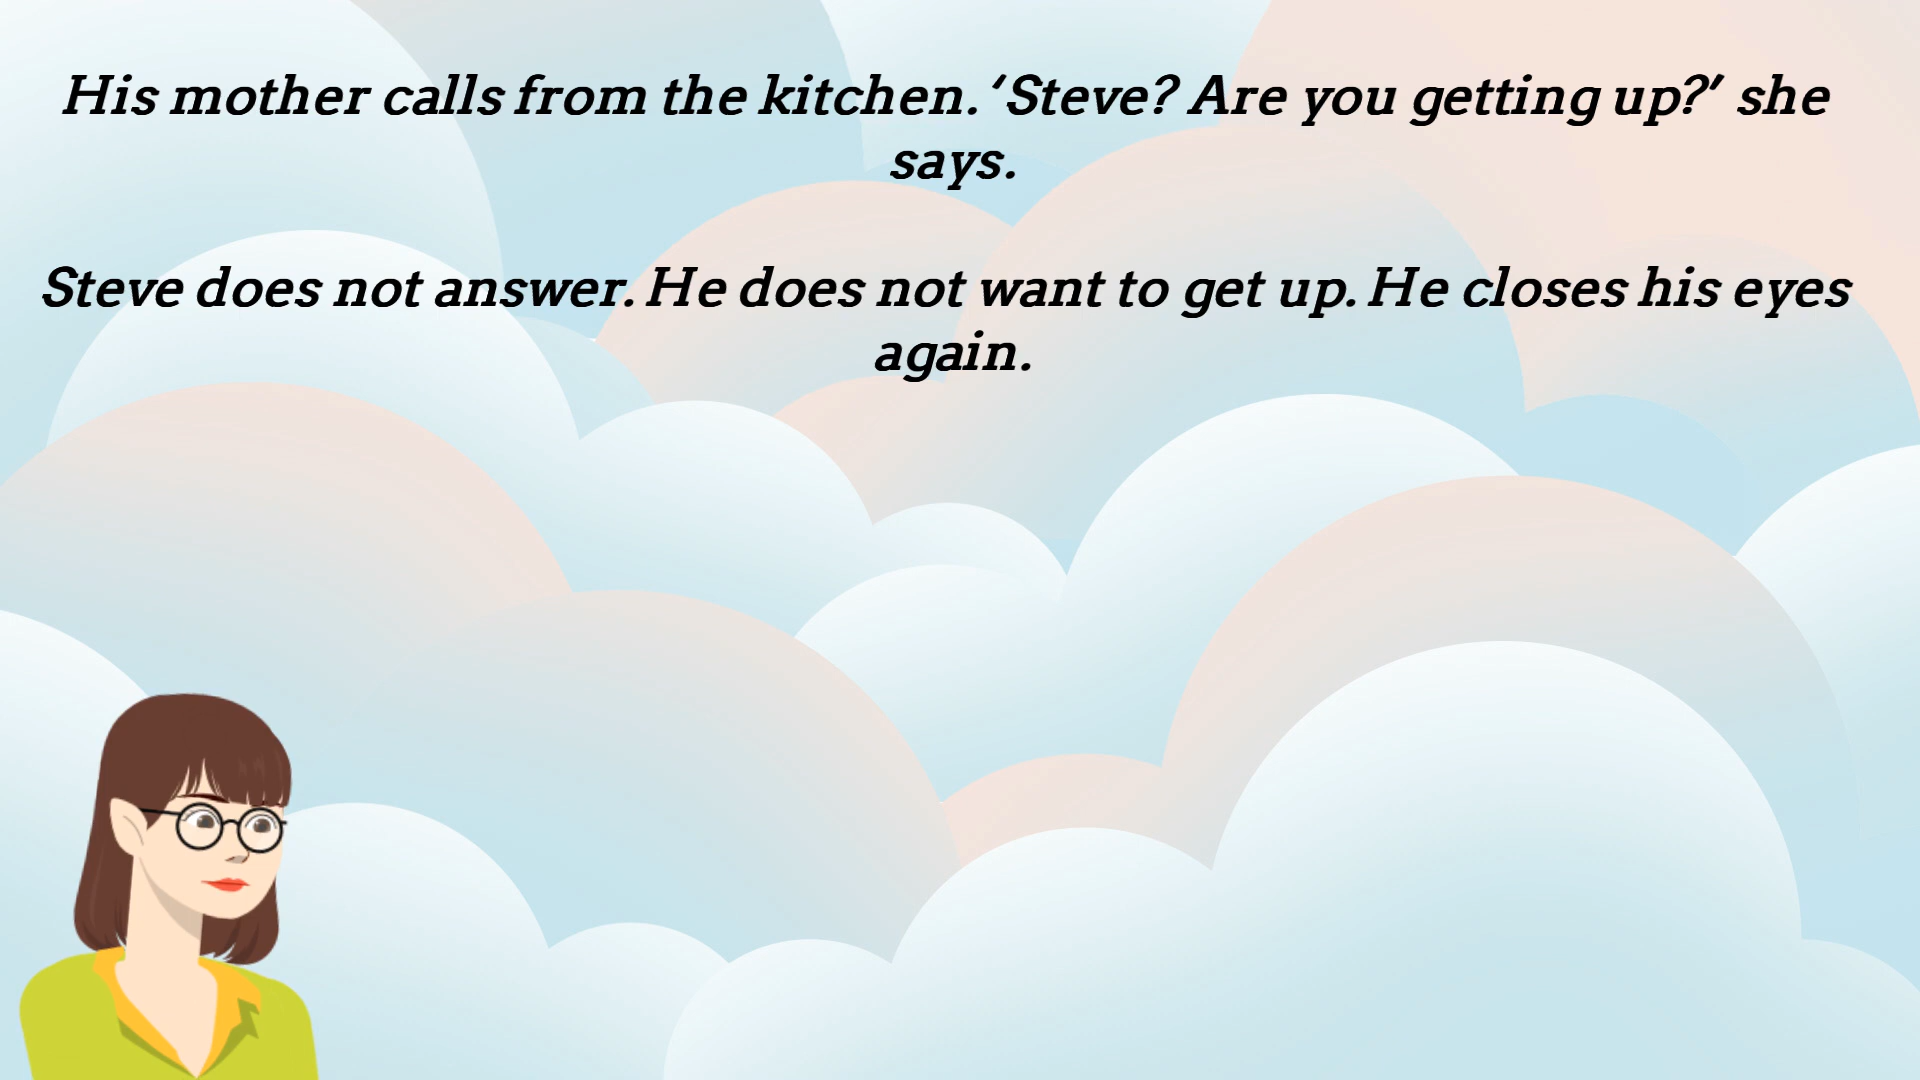 His mother calls from the kitchen. ‘Steve? Are you getting up?’ she
says.
Steve does not answer. He does not want to get up. He closes his eyes
again.